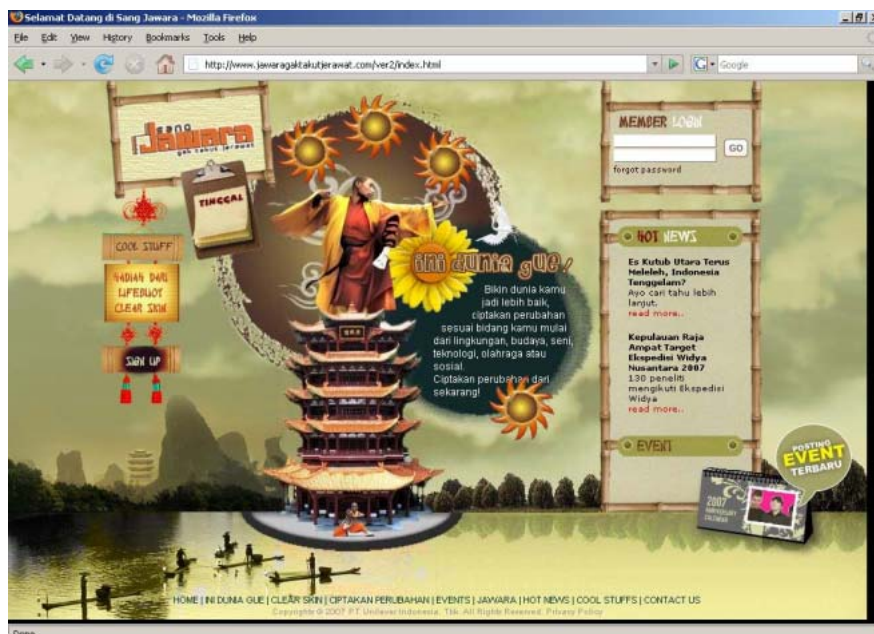 Selamat Datang di Sang Jawara - Mozilla Firefox
File Edit View History Bookmarks Tools Help
http://www.jawaragaktakutjerawat.com/ver2/index.html
Google
sang
Jawara
gak takut jerawat
TINGGAL
COOL STUFF
HADIAH DARI
LIFEBUOY
CLEAR SKIN
SIGN UP
ini dunia gue!
Bikin dunia kamu
jadi lebih baik,
ciptakan perubahan
sesuai bidang kamu mulai
dari lingkungan, budaya, seni,
teknologi, olahraga atau
sosial.
Ciptakan perubahan dari
sekarang!
MEMBER LOGIN
GO
forgot password
HOT NEWS
Es Kutub Utara Terus
Meleleh, Indonesia
Tenggelam?
Ayo cari tahu lebih
lanjut.
read more..
Kepulauan Raja
Ampat Target
Ekspedisi Widya
Nusantara 2007
130 peneliti
mengikuti Ekspedisi
Widya
read more..
EVENT
POSTING
EVENT
TERBARU
2007
CALENDAR
HOME | INI DUNIA GUE | CLEAR SKIN | CIPTAKAN PERUBAHAN | EVENTS | JAWARA | HOT NEWS | COOL STUFFS | CONTACT US
Copyrights © 2007 PT Unilever Indonesia, Tbk. All Rights Reserved. Privacy Policy
Done